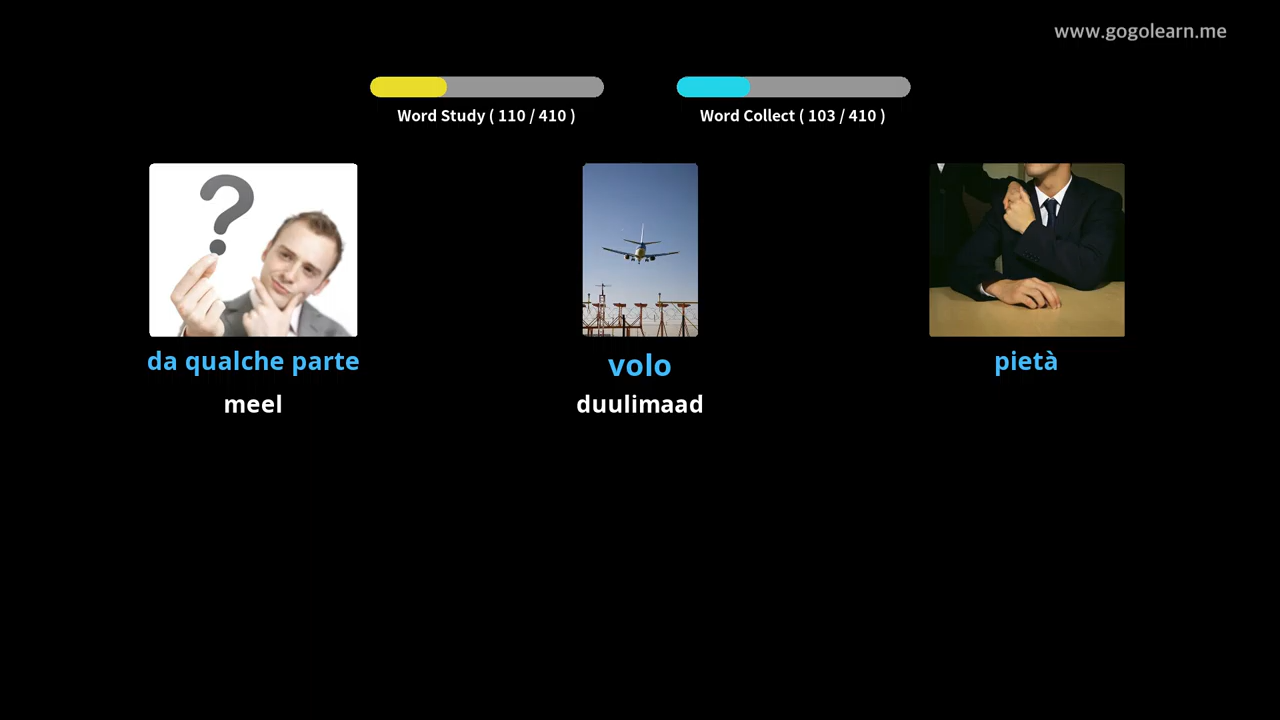 www.gogolearn.me
Word Study ( 110 / 410 )
Word Collect ( 103 / 410 )
da qualche parte
volo
pietà
meel
duulimaad